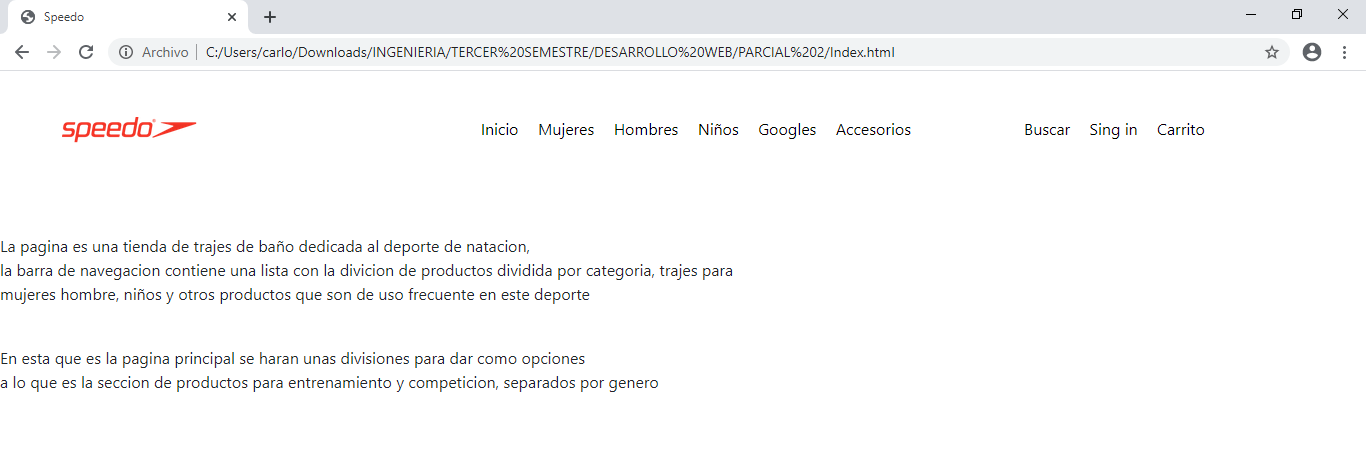 Speedo
Archivo C:/Users/carlo/Downloads/INGENIERIA/TERCER%20SEMESTRE/DESARROLLO%20WEB/PARCIAL%202/Index.html
speedo Inicio Mujeres Hombres Niños Googles Accesorios Buscar Sing in Carrito
La pagina es una tienda de trajes de baño dedicada al deporte de natacion,
la barra de navegacion contiene una lista con la divicion de productos dividida por categoria, trajes para
mujeres hombre, niños y otros productos que son de uso frecuente en este deporte
En esta que es la pagina principal se haran unas divisiones para dar como opciones
a lo que es la seccion de productos para entrenamiento y competicion, separados por genero